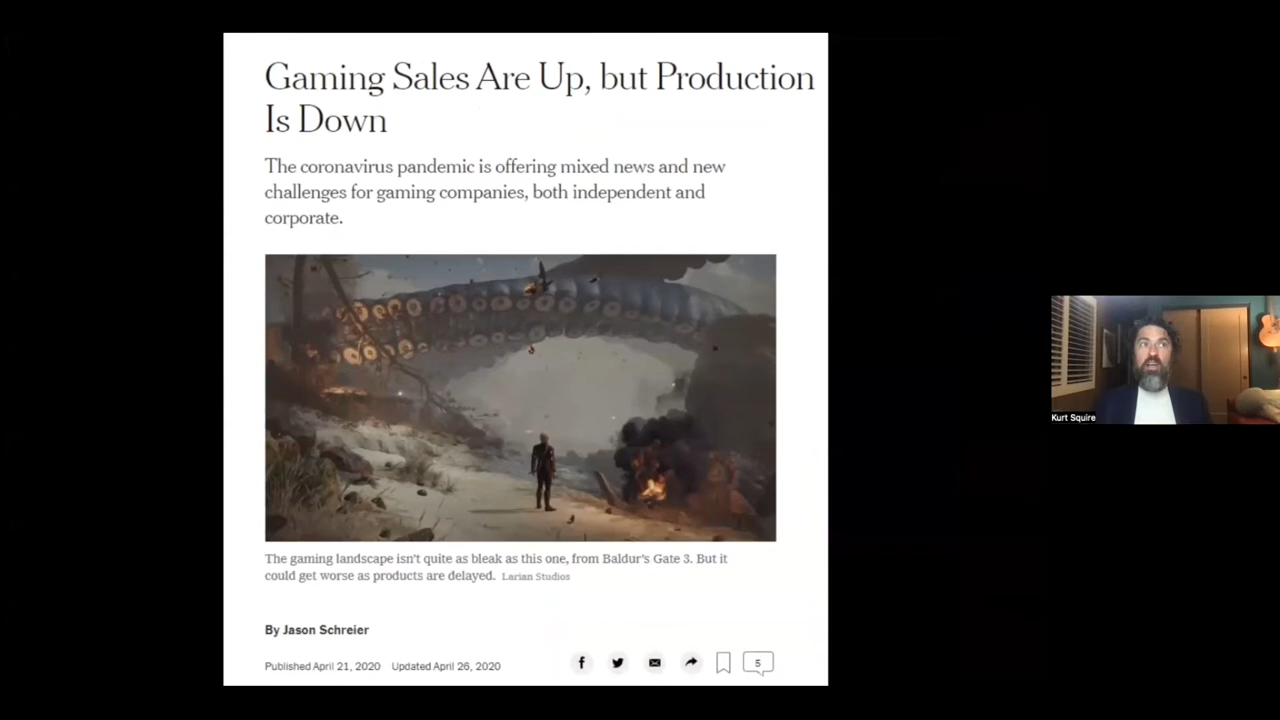 Gaming Sales Are Up, but Production
Is Down
The coronavirus pandemic is offering mixed news and new
challenges for gaming companies, both independent and
corporate.
The gaming landscape isn't quite as bleak as this one, from Baldur's Gate 3. But it
could get worse as products are delayed. Larian Studios
By Jason Schreier
Published April 21, 2020 Updated April 26, 2020
5
Kurt Squire